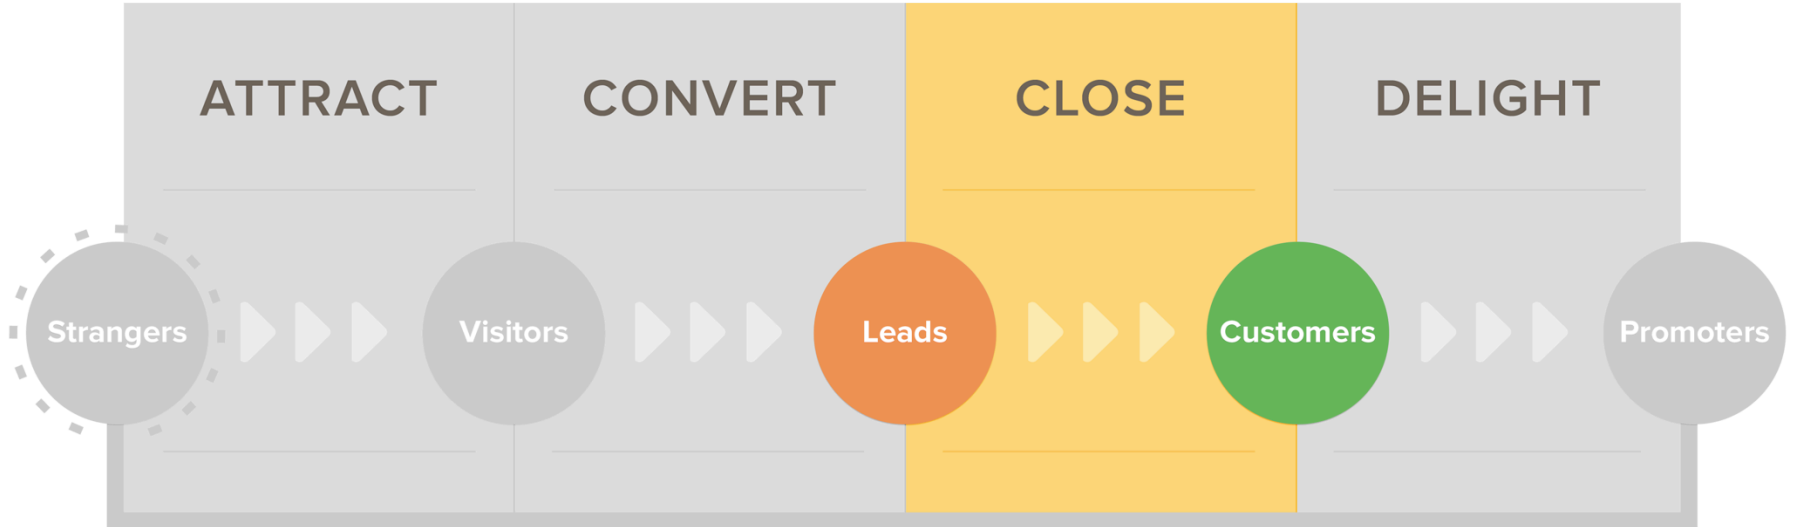 ATTRACT
CONVERT
CLOSE
DELIGHT
Strangers
Visitors
Leads
Customers
Promoters